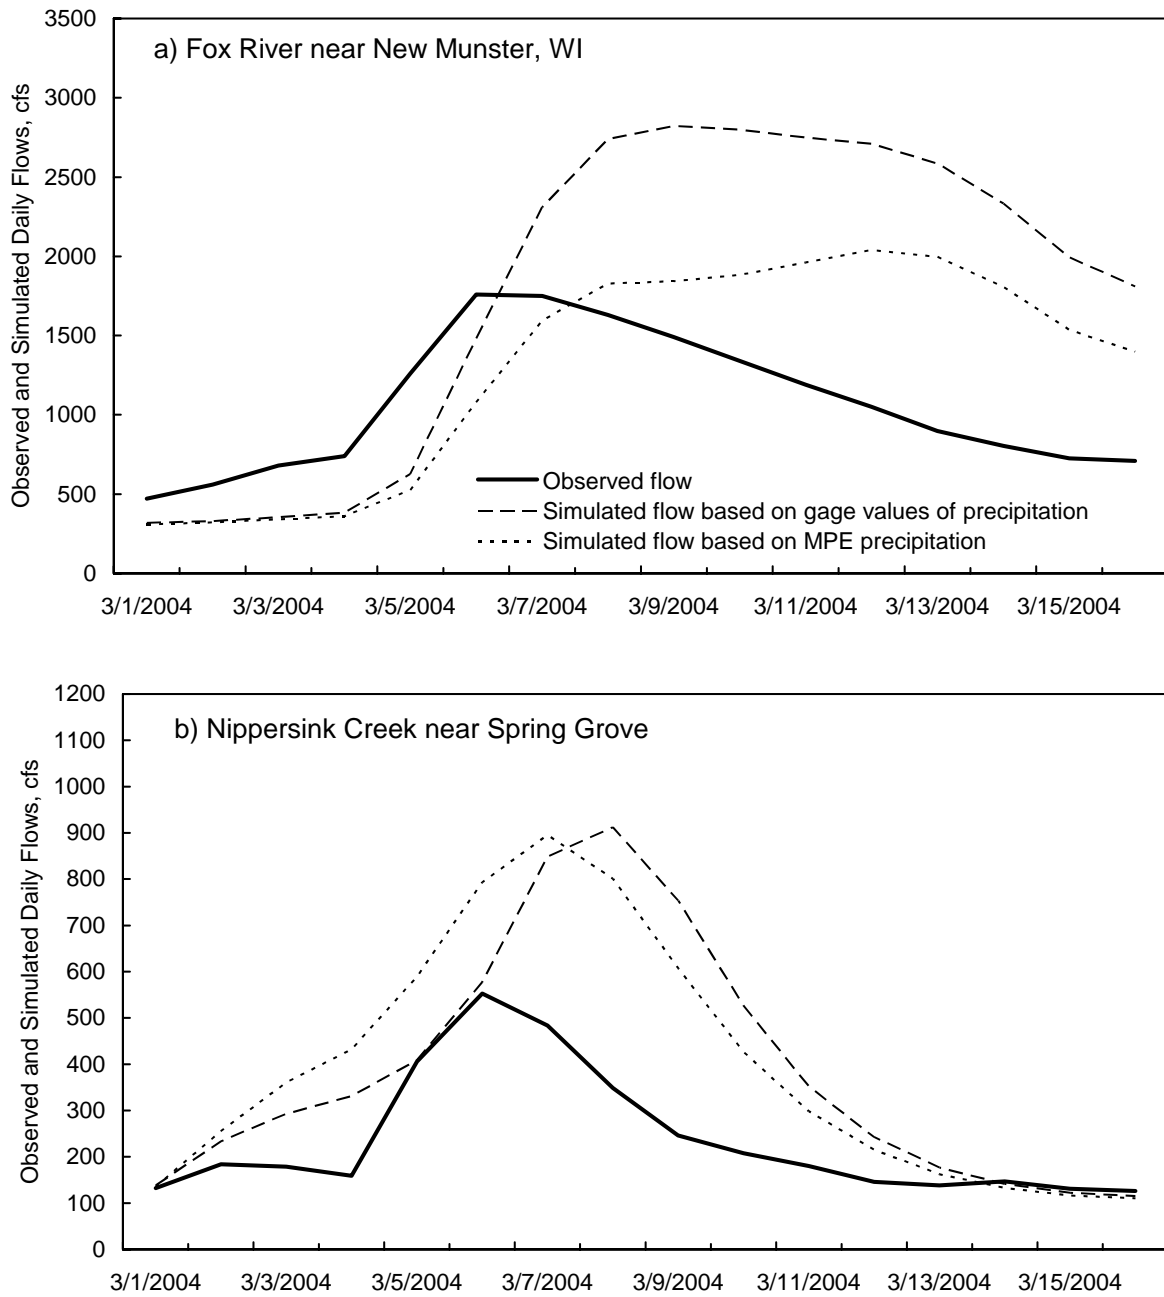 3500
a) Fox River near New Munster, WI
3000
2500
2000
1500
1000
500
0
Observed and Simulated Daily Flows, cfs
Observed flow
Simulated flow based on gage values of precipitation
Simulated flow based on MPE precipitation
3/1/2004 3/3/2004 3/5/2004 3/7/2004 3/9/2004 3/11/2004 3/13/2004 3/15/2004
1200
b) Nippersink Creek near Spring Grove
1100
1000
900
800
700
600
500
400
300
200
100
0
Observed and Simulated Daily Flows, cfs
3/1/2004 3/3/2004 3/5/2004 3/7/2004 3/9/2004 3/11/2004 3/13/2004 3/15/2004